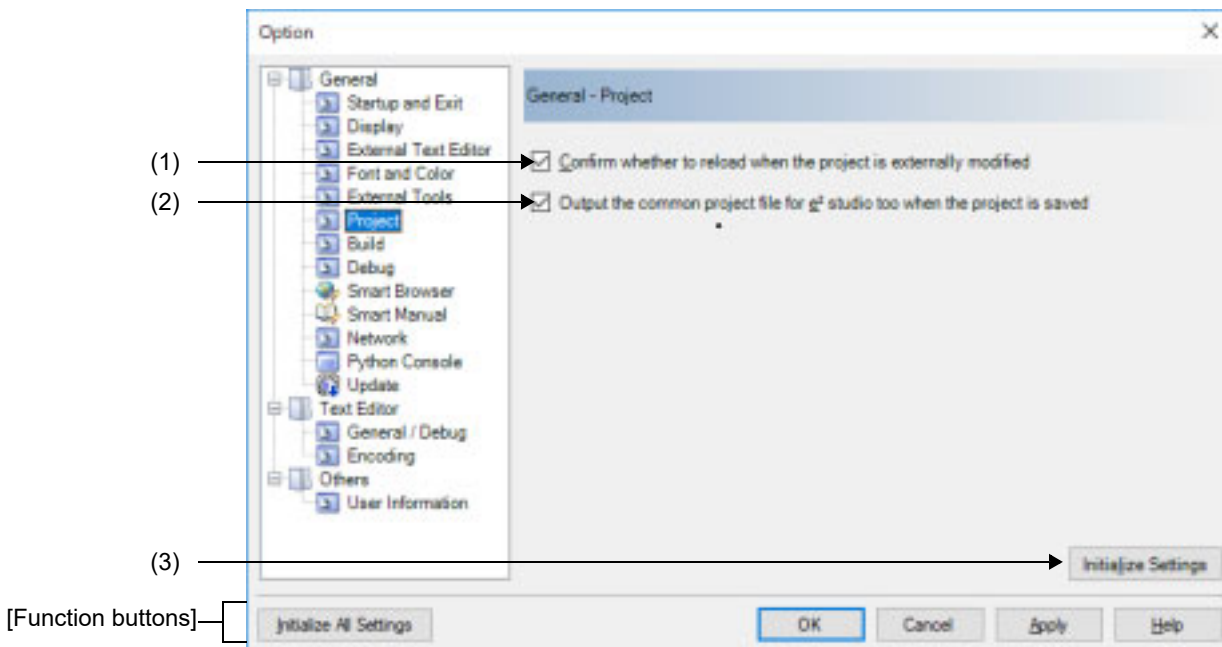 Option
General
Startup and Exit
Display
External Text Editor
Font and Color
External Tools
Project
Build
Debug
Smart Browser
Smart Manual
Network
Python Console
Update
Text Editor
General / Debug
Encoding
Others
User Information
General - Project
(1)
Confirm whether to reload when the project is externally modified
(2)
Output the common project file for e² studio too when the project is saved
(3)
Initialize Settings
[Function buttons]
Initialize All Settings
OK
Cancel
Apply
Help